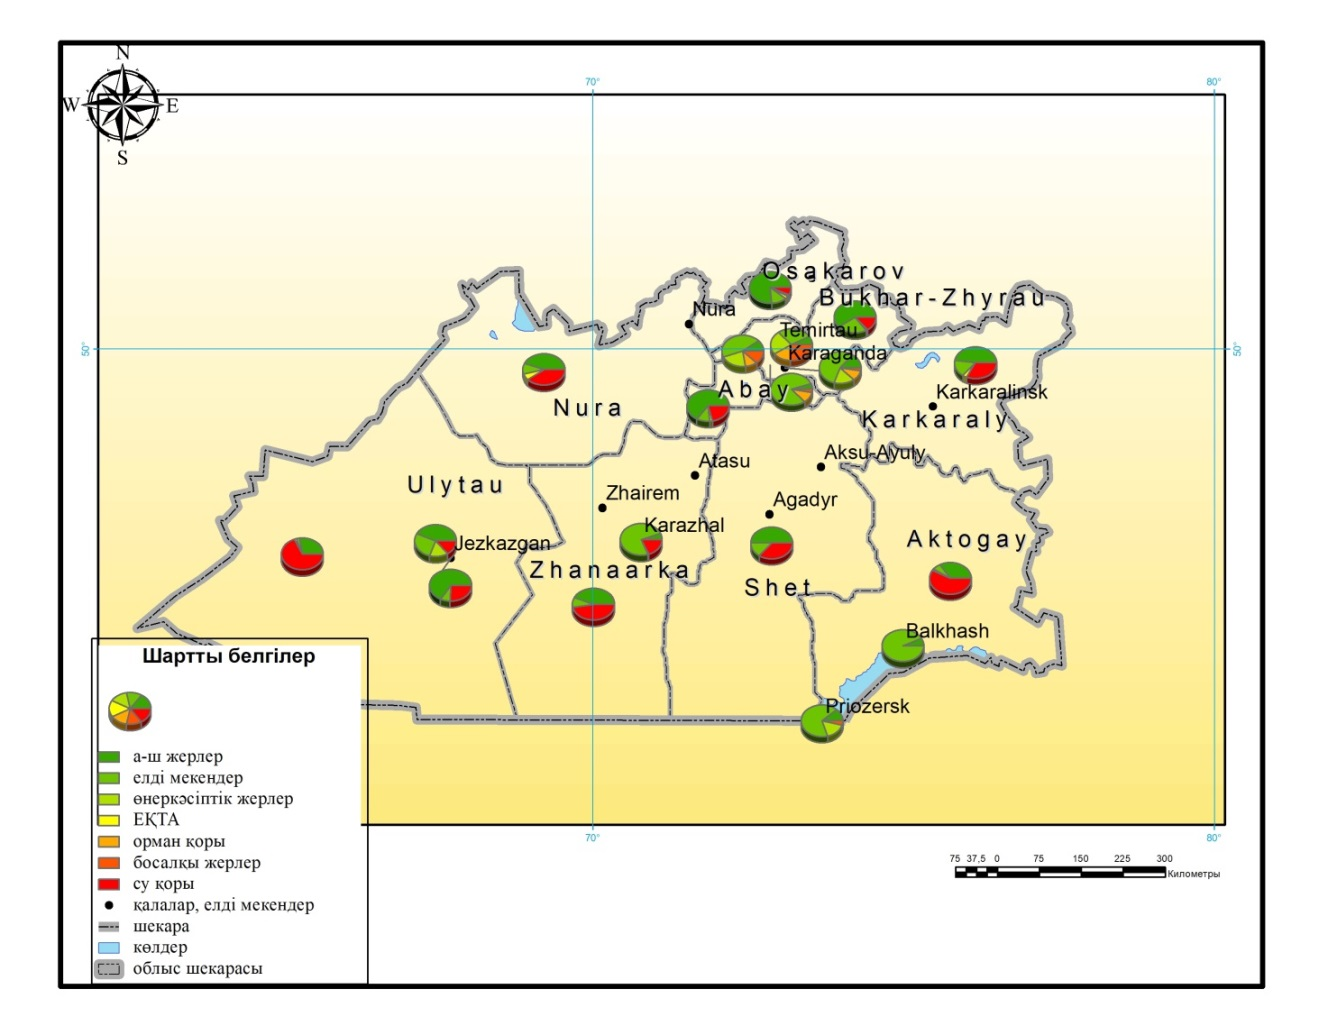 N
W E
S
70° 80°
Osakarov
Bukhar-Zhyrau
Nura
Temirtau
50° 50°
Karaganda
Abay
Karkaralinsk
Nura
Karkaraly
Aksu-Ayuly
Atasu
Ulytau
Zhairem
Agadyr
Karazhal
Aktogay
Jezkazgan
Zhanaarka
Shet
Balkhash
Priozersk
Шартты белгілер
а-ш жерлер
елді мекендер
өнеркәсіптік жерлер
ЕҚТА
орман қоры
босалқы жерлер
су қоры
қалалар, елді мекендер
шекара
көлдер
облыс шекарасы
70° 80°
75 37,5 0 75 150 225 300
Километры